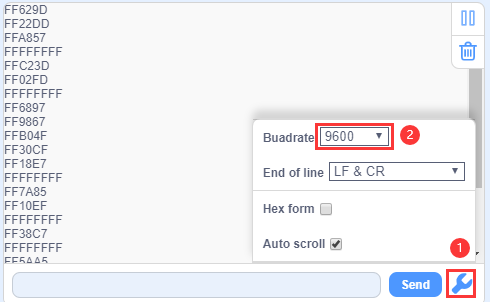 FF629D
FF22DD
FFA857
FFFFFFFF
FFC23D
FF02FD
FFFFFFFF
FF6897
FF9867
FFB04F
FF30CF
FF18E7
FFFFFFFF
FF7A85
FF10EF
FFFFFFFF
FF38C7
FFFFFFFF
FF5AA5
Buadrate 9600 2
End of line LF & CR
Hex form
Auto scroll
1
Send